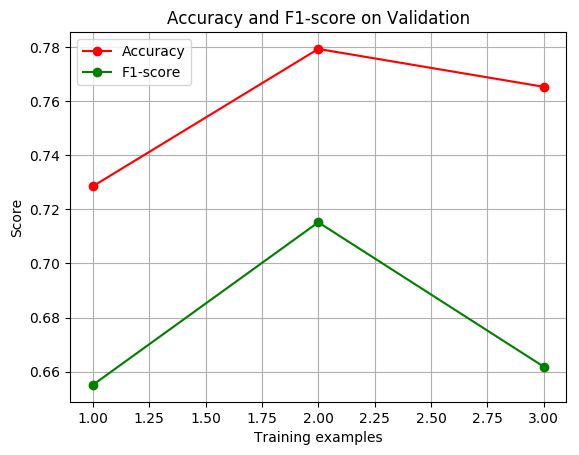 Accuracy and F1-score on Validation
Accuracy
F1-score
0.78
0.76
0.74
0.72
0.70
0.68
0.66
Score
1.00 1.25 1.50 1.75 2.00 2.25 2.50 2.75 3.00
Training examples